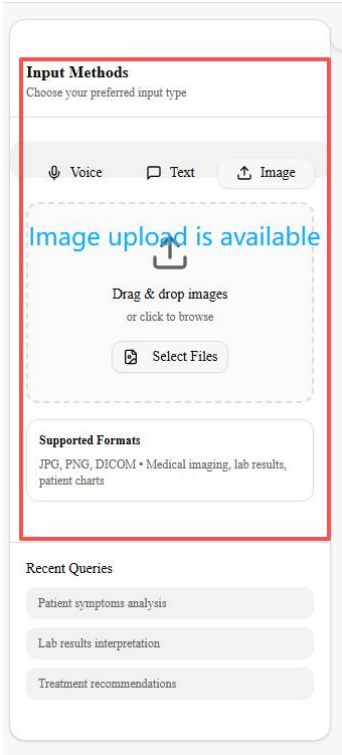 Input Methods
Choose your preferred input type
Voice
Text
Image
Image upload is available
Drag & drop images
or click to browse
Select Files
Supported Formats
JPG, PNG, DICOM • Medical imaging, lab results,
patient charts
Recent Queries
Patient symptoms analysis
Lab results interpretation
Treatment recommendations